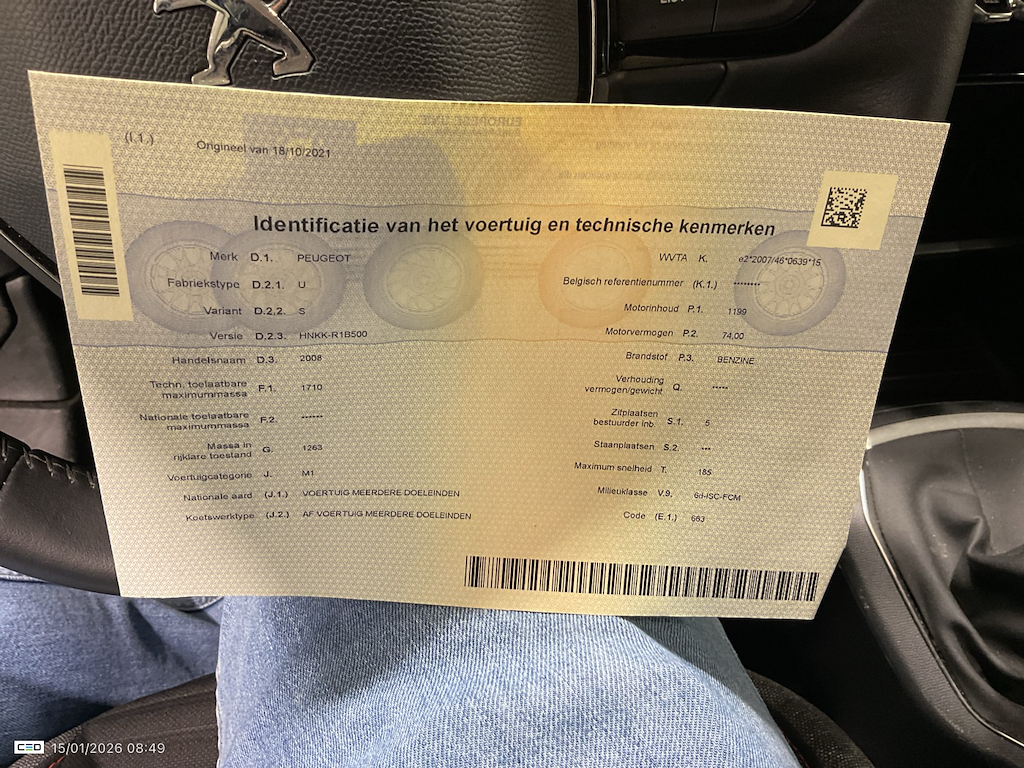 (I.1.) Origineel van 18/10/2021
Identificatie van het voertuig en technische kenmerken
Merk D.1. PEUGEOT
Fabriekstype D.2.1. U
Variant D.2.2. S
Versie D.2.3. HNKK-R1B500
Handelsnaam D.3. 2008
Techn. toelaatbare
maximummassa F.1. 1710
Nationale toelaatbare
maximummassa F.2. ******
Massa in
rijklare toestand G. 1263
Voertuigcategorie J. M1
Nationale aard (J.1.) VOERTUIG MEERDERE DOELEINDEN
Koetswerktype (J.2.) AF VOERTUIG MEERDERE DOELEINDEN
WVTA K. e2*2007/46*0639*15
Belgisch referentienummer (K.1.) ********
Motorinhoud P.1. 1199
Motorvermogen P.2. 74,00
Brandstof P.3. BENZINE
Verhouding
vermogen/gewicht Q. *****
Zitplaatsen
bestuurder inb. S.1. 5
Staanplaatsen S.2. ***
Maximum snelheid T. 185
Milieuklasse V.9. 6d-ISC-FCM
Code (E.1.) 663
EUROPESE UNIE
CEO 15/01/2026 08:49